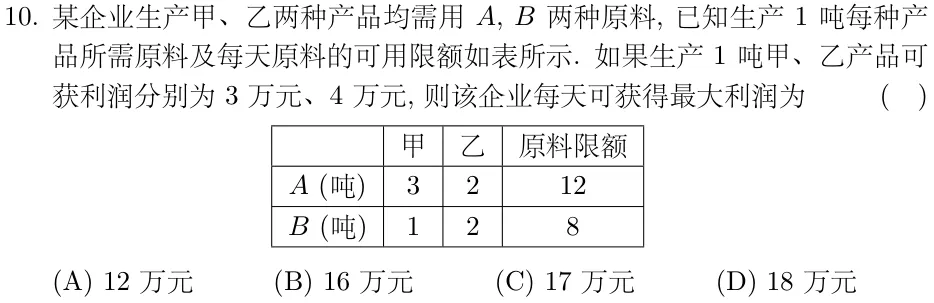 10. 某企业生产甲、乙两种产品均需用 A, B 两种原料, 已知生产 1 吨每种产
品所需原料及每天原料的可用限额如表所示. 如果生产 1 吨甲、乙产品可
获利润分别为 3 万元、4 万元, 则该企业每天可获得最大利润为 ( )
甲 乙 原料限额
A (吨) 3 2 12
B (吨) 1 2 8
(A) 12 万元 (B) 16 万元 (C) 17 万元 (D) 18 万元